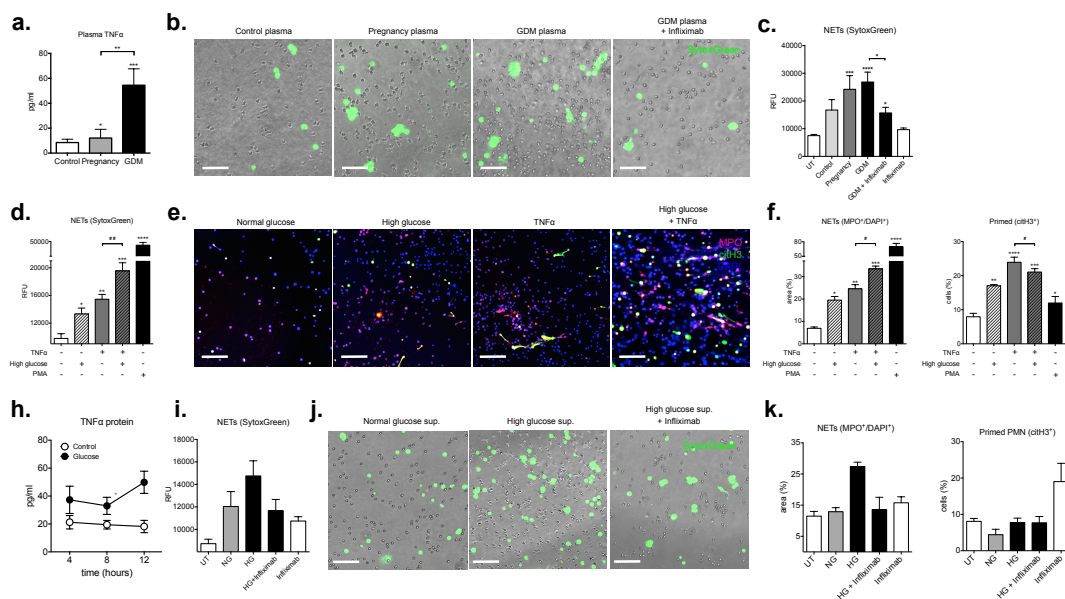 a.
Plasma TNFα
**
***
*
pg/ml
80
60
40
20
0
Control Pregnancy GDM
b.
Control plasma
Pregnancy plasma
GDM plasma
GDM plasma
+ Infliximab
SytoxGreen
c.
NETs (SytoxGreen)
*
***
****
*
RFU
50000
40000
30000
20000
10000
0
UT
Control
Pregnancy
GDM
GDM + Infliximab
Infliximab
d.
NETs (SytoxGreen)
****
##
***
**
*
RFU
50000
20000
16000
12000
TNFα - - + + -
High glucose - + - + -
PMA - - - - +
e.
Normal glucose
High glucose
TNFα
High glucose
+ TNFα
MPO
citH3
f.
NETs (MPO⁺/DAPI⁺)
****
#
***
**
*
area (%)
80
50
40
30
20
10
0
TNFα - - + + -
High glucose - + - + -
PMA - - - - +
Primed (citH3⁺)
#
****
***
**
*
cells (%)
30
20
10
0
- - + + -
- + - + -
- - - - +
h.
TNFα protein
Control
Glucose
pg/ml
80
60
40
20
0
4 8 12
time (hours)
i.
NETs (SytoxGreen)
RFU
18000
16000
14000
12000
10000
8000
UT
NG
HG
HG+Infliximab
Infliximab
j.
Normal glucose sup.
High glucose sup.
High glucose sup.
+ Infliximab
SytoxGreen
k.
NETs (MPO⁺/DAPI⁺)
area (%)
45
35
25
15
5
UT
NG
HG
HG + Infliximab
Infliximab
Primed PMN (citH3⁺)
cells (%)
30
20
10
0
UT
NG
HG
HG + Infliximab
Infliximab